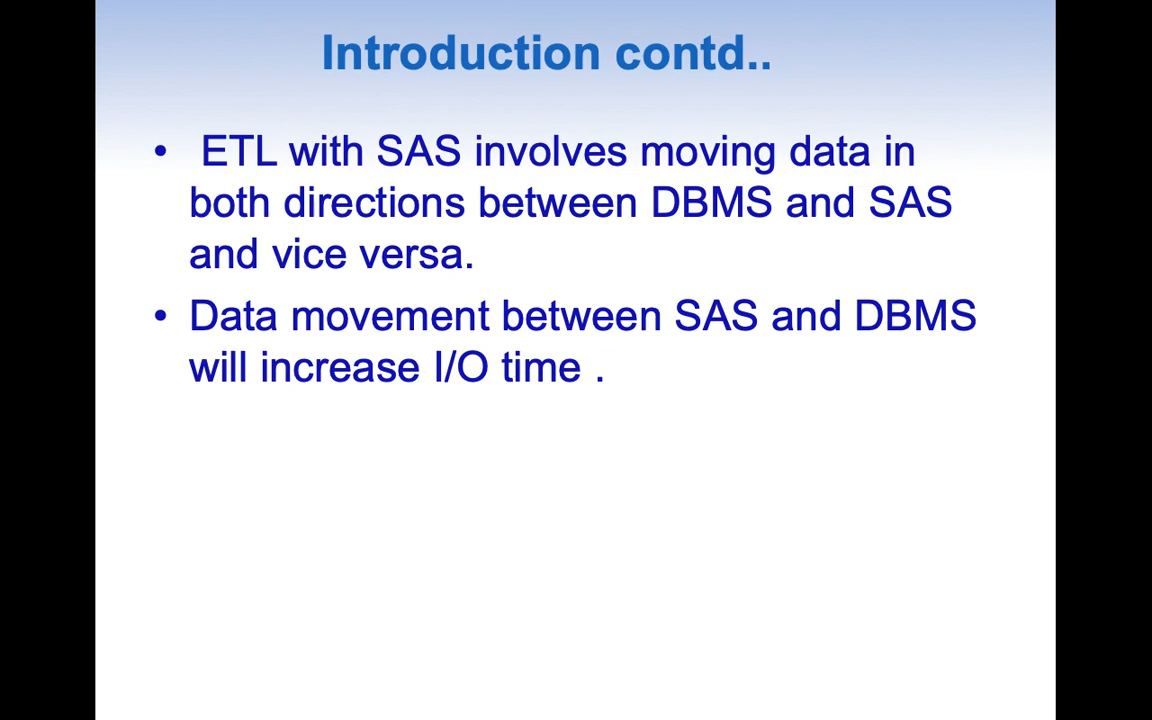 Introduction contd..
• ETL with SAS involves moving data in
both directions between DBMS and SAS
and vice versa.
• Data movement between SAS and DBMS
will increase I/O time .